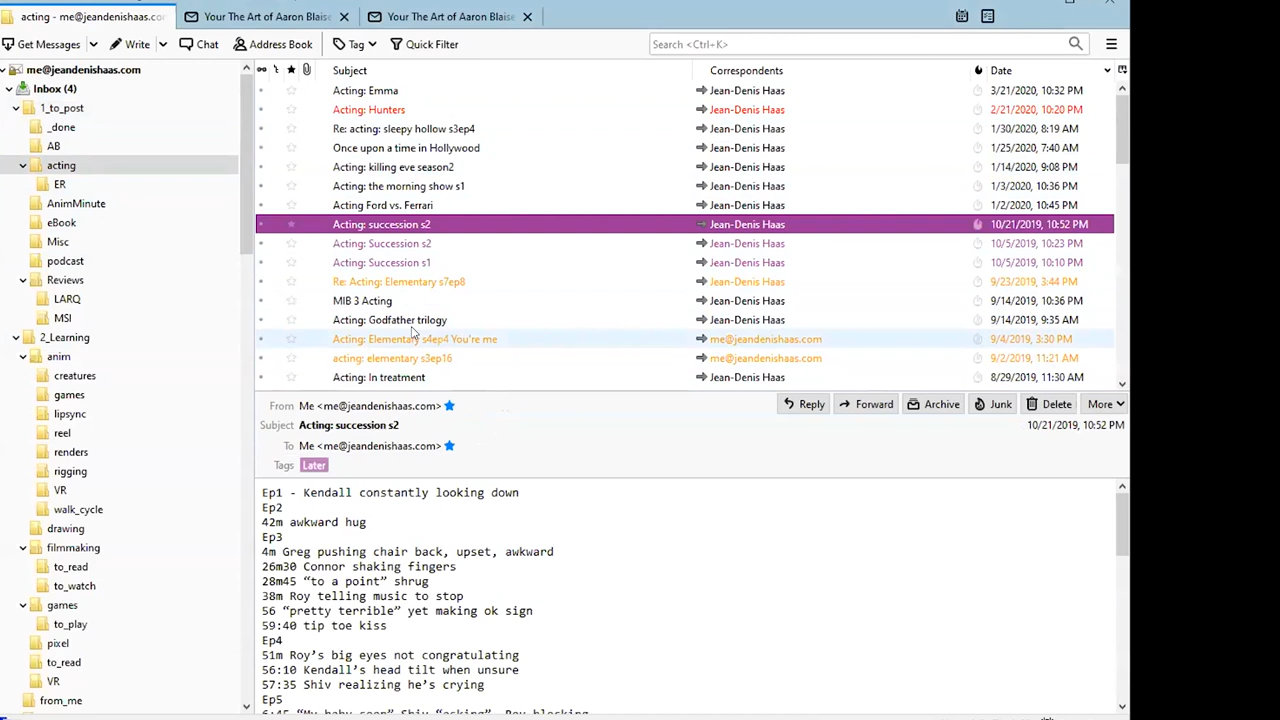 acting - me@jeandenishaas.co
Your The Art of Aaron Blaise
Your The Art of Aaron Blaise
Get Messages
Write
Chat
Address Book
Tag
Quick Filter
Search <Ctrl+K>
me@jeandenishaas.com
Inbox (4)
1_to_post
_done
AB
acting
ER
AnimMinute
eBook
Misc
podcast
Reviews
LARQ
MSI
2_Learning
anim
creatures
games
lipsync
reel
renders
rigging
VR
walk_cycle
drawing
filmmaking
to_read
to_watch
games
to_play
pixel
to_read
VR
from_me
Subject Correspondents Date
Acting: Emma Jean-Denis Haas 3/21/2020, 10:32 PM
Acting: Hunters Jean-Denis Haas 2/21/2020, 10:20 PM
Re: acting: sleepy hollow s3ep4 Jean-Denis Haas 1/30/2020, 8:19 AM
Once upon a time in Hollywood Jean-Denis Haas 1/25/2020, 7:40 AM
Acting: killing eve season2 Jean-Denis Haas 1/14/2020, 9:08 PM
Acting: the morning show s1 Jean-Denis Haas 1/3/2020, 10:36 PM
Acting Ford vs. Ferrari Jean-Denis Haas 1/2/2020, 10:45 PM
Acting: succession s2 Jean-Denis Haas 10/21/2019, 10:52 PM
Acting: Succession s2 Jean-Denis Haas 10/5/2019, 10:23 PM
Acting: Succession s1 Jean-Denis Haas 10/5/2019, 10:10 PM
Re: Acting: Elementary s7ep8 Jean-Denis Haas 9/23/2019, 3:44 PM
MIB 3 Acting Jean-Denis Haas 9/14/2019, 10:36 PM
Acting: Godfather trilogy Jean-Denis Haas 9/14/2019, 9:35 AM
Acting: Elementary s4ep4 You're me me@jeandenishaas.com 9/4/2019, 3:30 PM
acting: elementary s3ep16 me@jeandenishaas.com 9/2/2019, 11:21 AM
Acting: In treatment Jean-Denis Haas 8/29/2019, 11:30 AM
From Me <me@jeandenishaas.com>
Reply Forward Archive Junk Delete More
Subject Acting: succession s2 10/21/2019, 10:52 PM
To Me <me@jeandenishaas.com>
Tags Later
Ep1 - Kendall constantly looking down
Ep2
42m awkward hug
Ep3
4m Greg pushing chair back, upset, awkward
26m30 Connor shaking fingers
28m45 “to a point” shrug
38m Roy telling music to stop
56 “pretty terrible” yet making ok sign
59:40 tip toe kiss
Ep4
51m Roy’s big eyes not congratulating
56:10 Kendall’s head tilt when unsure
57:35 Shiv realizing he’s crying
Ep5